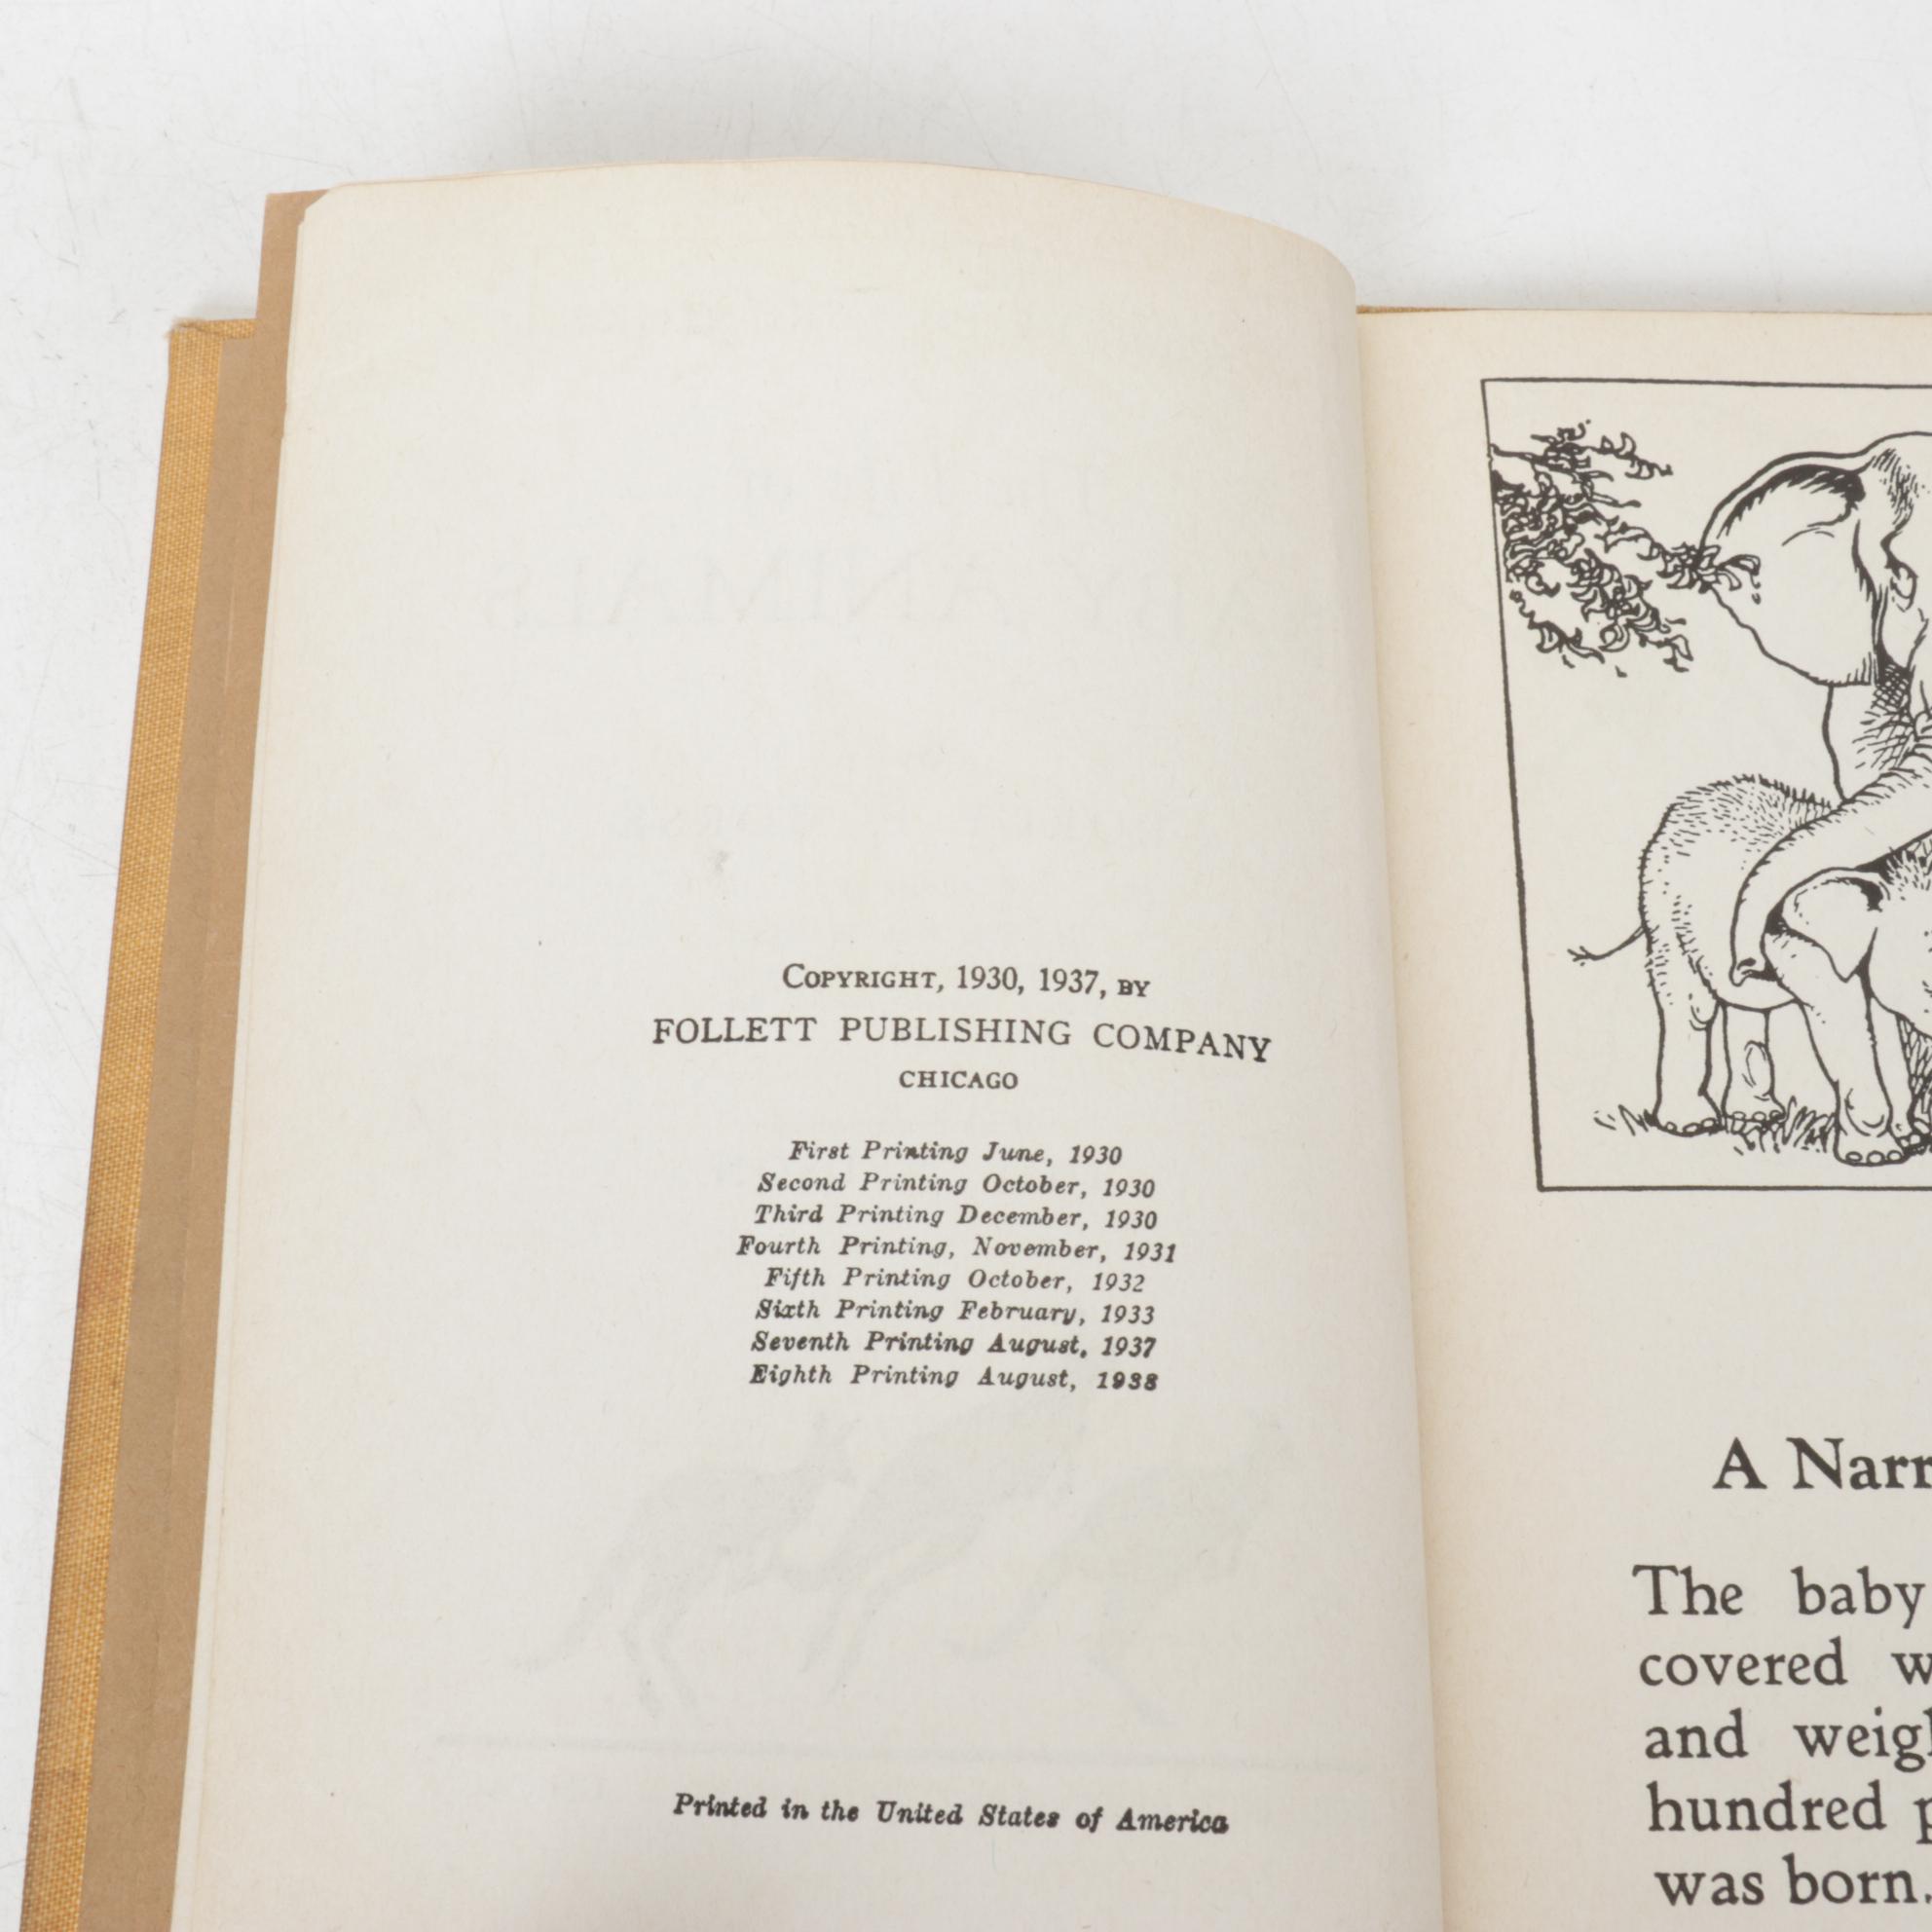 COPYRIGHT, 1930, 1937, BY
FOLLETT PUBLISHING COMPANY
CHICAGO
First Printing June, 1930
Second Printing October, 1930
Third Printing December, 1930
Fourth Printing, November, 1931
Fifth Printing October, 1932
Sixth Printing February, 1933
Seventh Printing August, 1937
Eighth Printing August, 1938
Printed in the United States of America
A Narr
The baby
covered w
and weig
hundred p
was born.